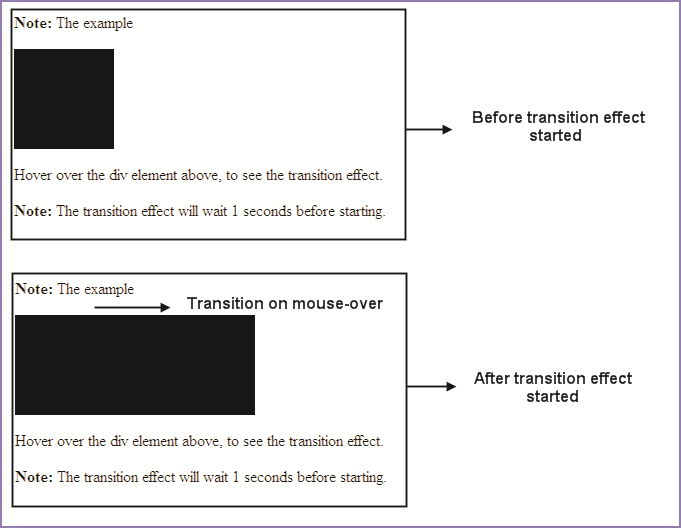 Note: The example
Before transition effect
started
Hover over the div element above, to see the transition effect.
Note: The transition effect will wait 1 seconds before starting.
Note: The example
Transition on mouse-over
After transition effect
started
Hover over the div element above, to see the transition effect.
Note: The transition effect will wait 1 seconds before starting.